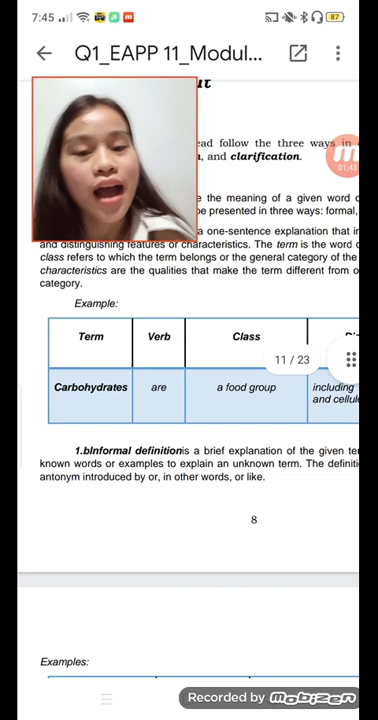 7:45
87
Q1_EAPP 11_Modul...
ut
ead follow the three ways in
, and clarification.
01:43
the meaning of a given word
be presented in three ways: formal,
a one-sentence explanation that
and distinguishing features or characteristics. The term is the word
class refers to which the term belongs or the general category of the
characteristics are the qualities that make the term different from
category.
Example:
Term Verb Class
11 / 23
Carbohydrates are a food group including
and
1.bInformal definition is a brief explanation of the given
known words or examples to explain an unknown term. The
antonym introduced by or, in other words, or like.
8
Examples:
Recorded by mobizen